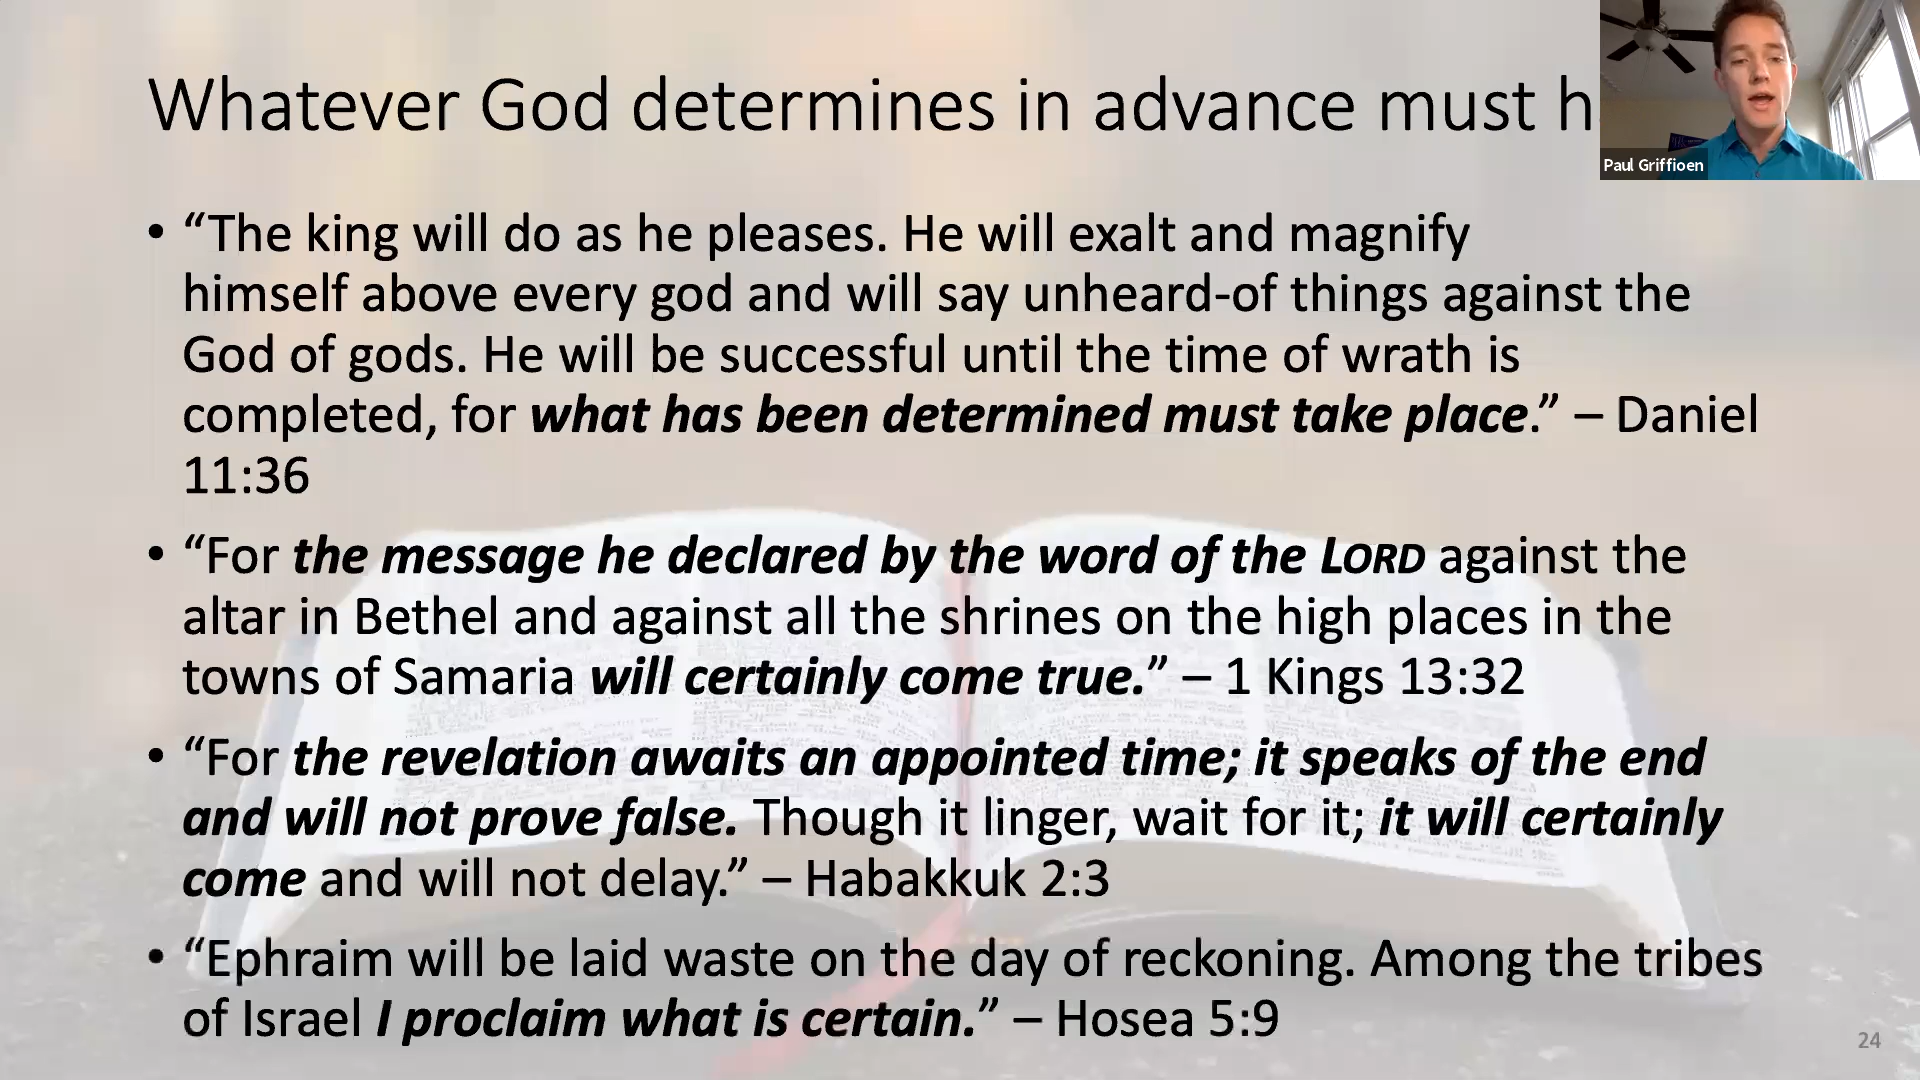 Whatever God determines in advance must
Paul Griffioen
• “The king will do as he pleases. He will exalt and magnify
himself above every god and will say unheard-of things against the
God of gods. He will be successful until the time of wrath is
completed, for what has been determined must take place.” – Daniel
11:36
• “For the message he declared by the word of the LORD against the
altar in Bethel and against all the shrines on the high places in the
towns of Samaria will certainly come true.” – 1 Kings 13:32
• “For the revelation awaits an appointed time; it speaks of the end
and will not prove false. Though it linger, wait for it; it will certainly
come and will not delay.” – Habakkuk 2:3
• “Ephraim will be laid waste on the day of reckoning. Among the tribes
of Israel I proclaim what is certain.” – Hosea 5:9
24